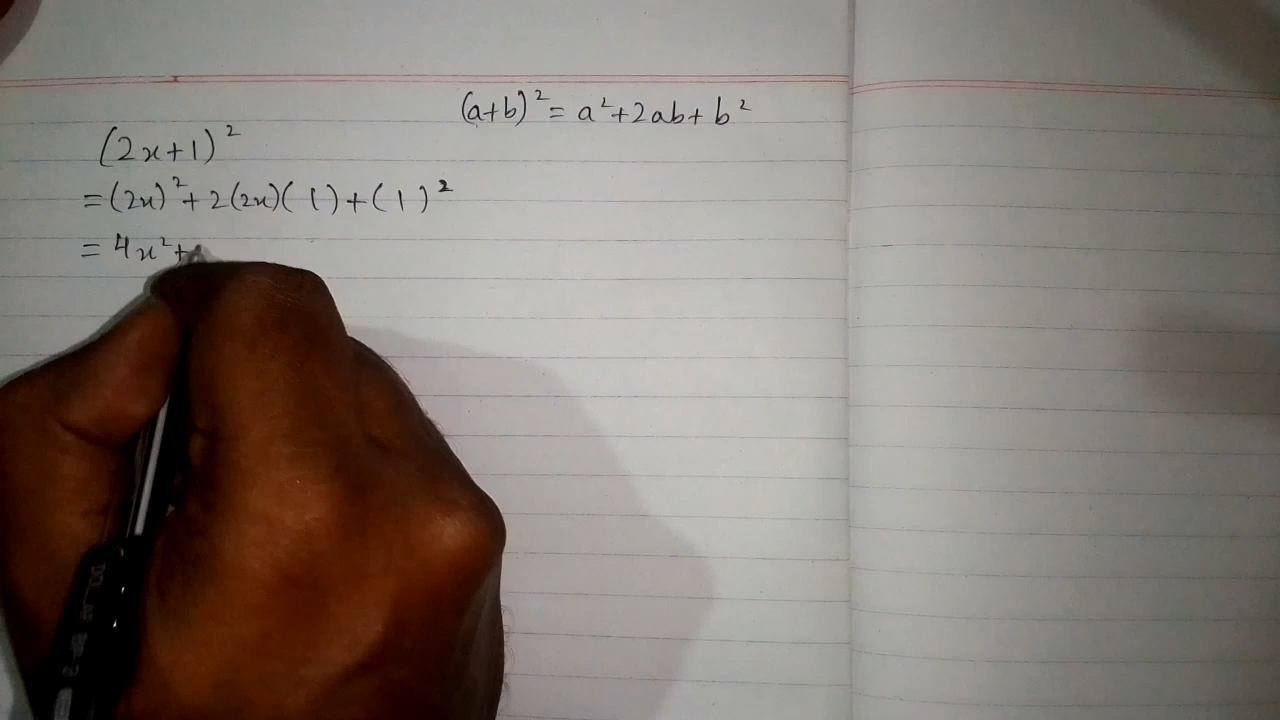 (a+b)² = a²+2ab+b²
(2x+1)²
=(2x)²+2(2x)(1)+(1)²
= 4x²+